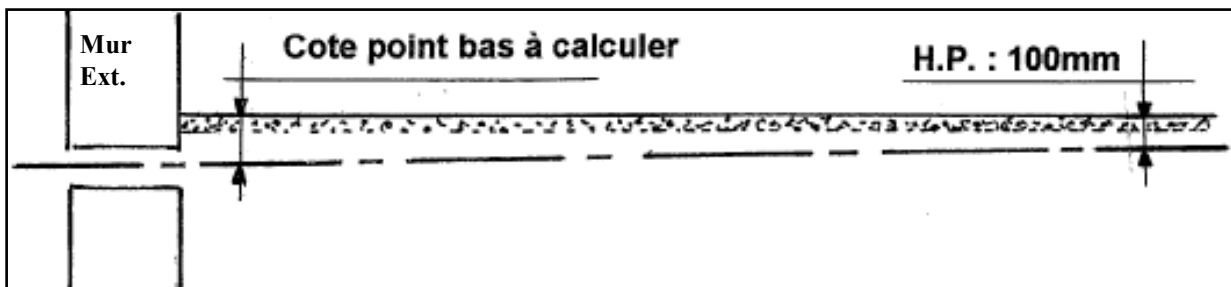 Mur
Ext.
Cote point bas à calculer
H.P. : 100mm